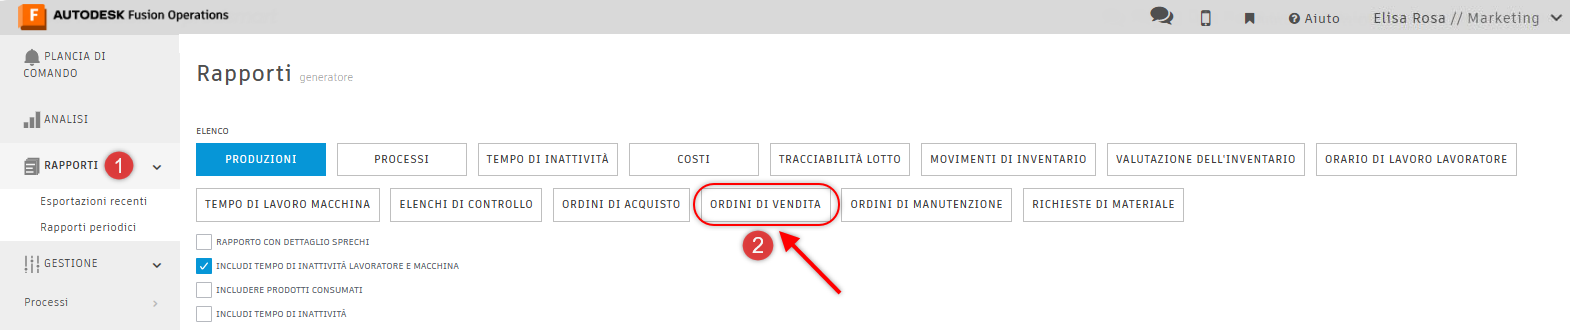 F AUTODESK Fusion Operations
Aiuto
Elisa Rosa // Marketing
PLANCIA DI
COMANDO
ANALISI
RAPPORTI 1
Esportazioni recenti
Rapporti periodici
GESTIONE
Processi
Rapporti generatore
ELENCO
PRODUZIONI
PROCESSI
TEMPO DI INATTIVITÀ
COSTI
TRACCIABILITÀ LOTTO
MOVIMENTI DI INVENTARIO
VALUTAZIONE DELL'INVENTARIO
ORARIO DI LAVORO LAVORATORE
TEMPO DI LAVORO MACCHINA
ELENCHI DI CONTROLLO
ORDINI DI ACQUISTO
ORDINI DI VENDITA
ORDINI DI MANUTENZIONE
RICHIESTE DI MATERIALE
2
RAPPORTO CON DETTAGLIO SPRECHI
INCLUDI TEMPO DI INATTIVITÀ LAVORATORE E MACCHINA
INCLUDERE PRODOTTI CONSUMATI
INCLUDI TEMPO DI INATTIVITÀ